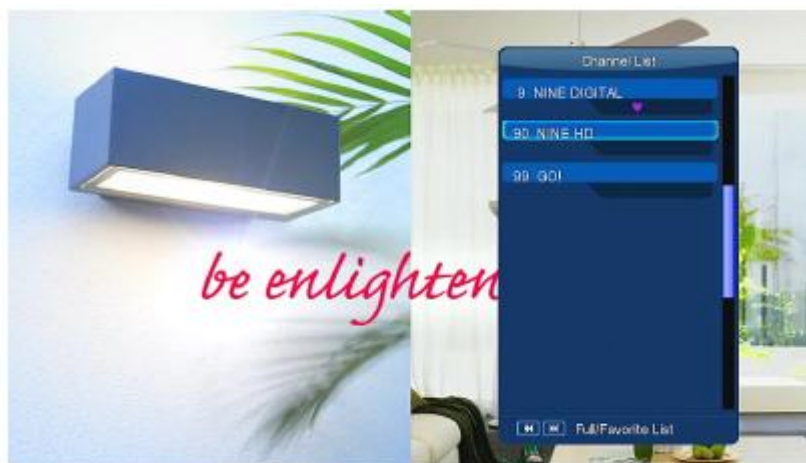 Channel List
9 NINE DIGITAL
90 NINE HD
99 GO!
be enlighten
Full/Favorite List